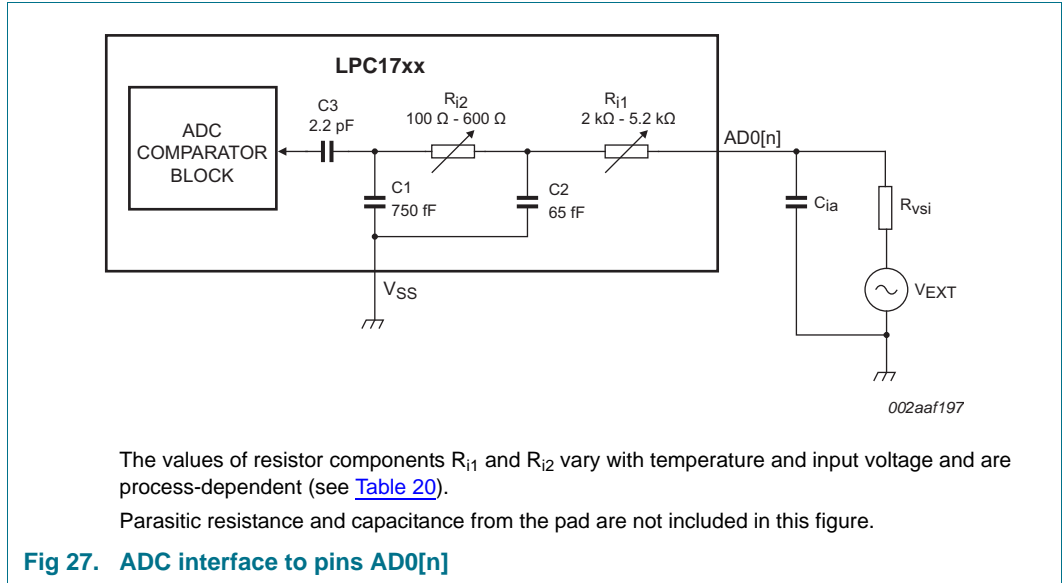 LPC17xx
ADC
COMPARATOR
BLOCK
C3
2.2 pF
Ri2
100 Ω - 600 Ω
Ri1
2 kΩ - 5.2 kΩ
AD0[n]
C1
750 fF
C2
65 fF
Cia
Rvsi
VSS
VEXT
002aaf197
The values of resistor components Ri1 and Ri2 vary with temperature and input voltage and are
process-dependent (see Table 20).
Parasitic resistance and capacitance from the pad are not included in this figure.
Fig 27. ADC interface to pins AD0[n]